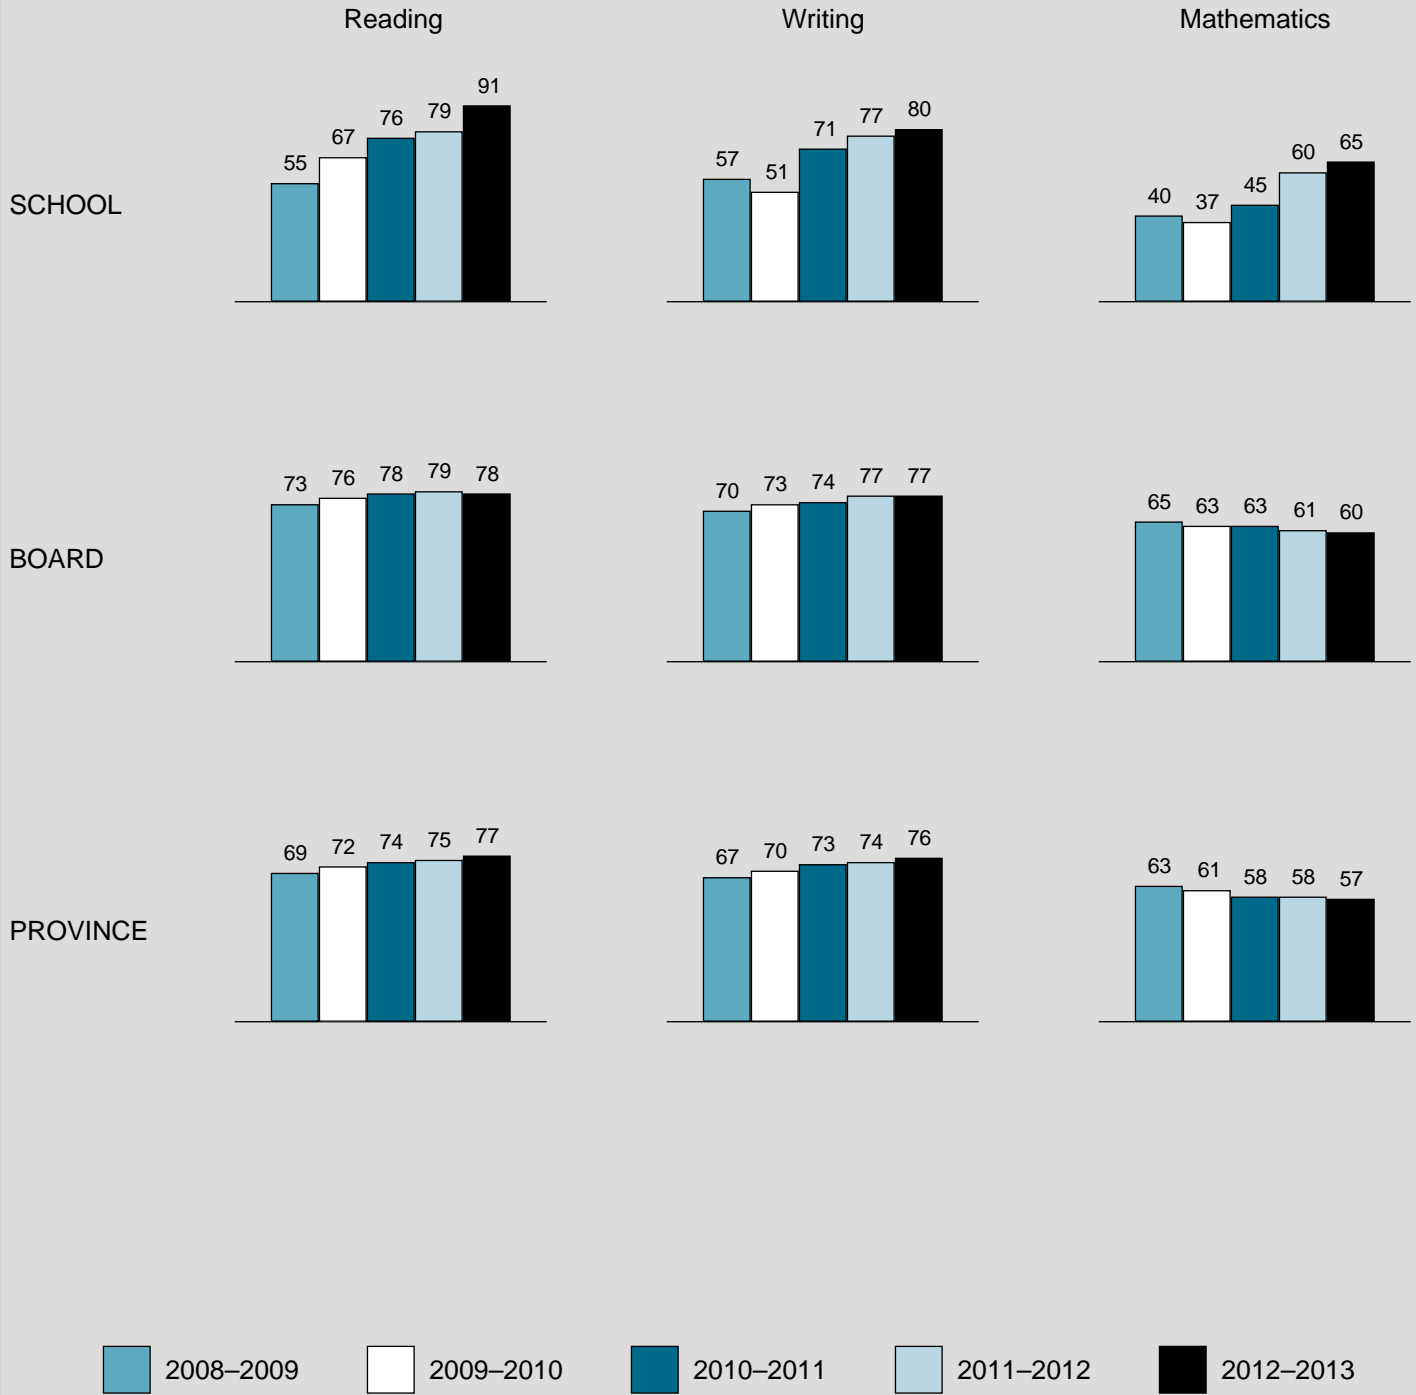 Reading Writing Mathematics
SCHOOL
55 67 76 79 91
57 51 71 77 80
40 37 45 60 65
BOARD
73 76 78 79 78
70 73 74 77 77
65 63 63 61 60
PROVINCE
69 72 74 75 77
67 70 73 74 76
63 61 58 58 57
2008–2009 2009–2010 2010–2011 2011–2012 2012–2013